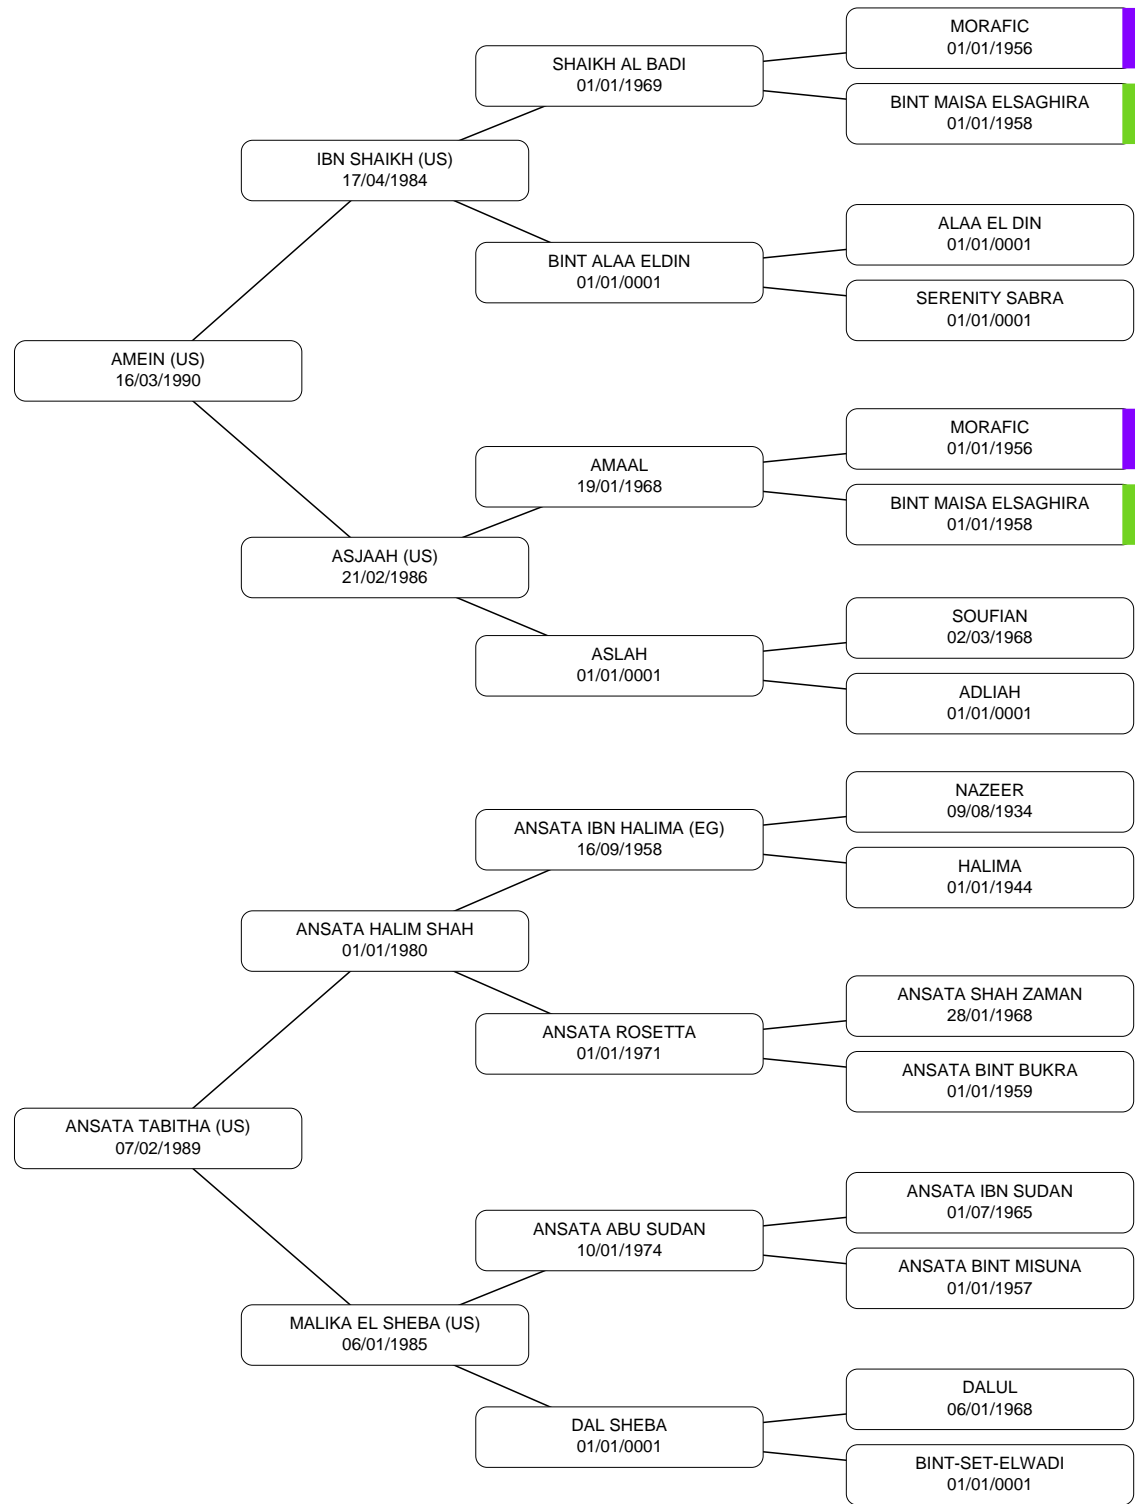 MORAFIC
01/01/1956
SHAIKH AL BADI
01/01/1969
BINT MAISA ELSAGHIRA
01/01/1958
IBN SHAIKH (US)
17/04/1984
ALAA EL DIN
01/01/0001
BINT ALAA ELDIN
01/01/0001
SERENITY SABRA
01/01/0001
AMEIN (US)
16/03/1990
MORAFIC
01/01/1956
AMAAL
19/01/1968
BINT MAISA ELSAGHIRA
01/01/1958
ASJAAH (US)
21/02/1986
SOUFIAN
02/03/1968
ASLAH
01/01/0001
ADLIAH
01/01/0001
NAZEER
09/08/1934
ANSATA IBN HALIMA (EG)
16/09/1958
HALIMA
01/01/1944
ANSATA HALIM SHAH
01/01/1980
ANSATA SHAH ZAMAN
28/01/1968
ANSATA ROSETTA
01/01/1971
ANSATA BINT BUKRA
01/01/1959
ANSATA TABITHA (US)
07/02/1989
ANSATA IBN SUDAN
01/07/1965
ANSATA ABU SUDAN
10/01/1974
ANSATA BINT MISUNA
01/01/1957
MALIKA EL SHEBA (US)
06/01/1985
DALUL
06/01/1968
DAL SHEBA
01/01/0001
BINT-SET-ELWADI
01/01/0001